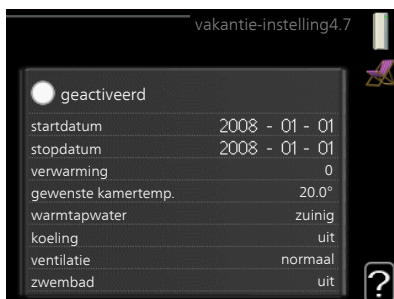 vakantie-instelling4.7
geactiveerd
startdatum 2008 - 01 - 01
stopdatum 2008 - 01 - 01
verwarming 0
gewenste kamertemp. 20.0°
warmtapwater zuinig
koeling uit
ventilatie normaal
zwembad uit
?